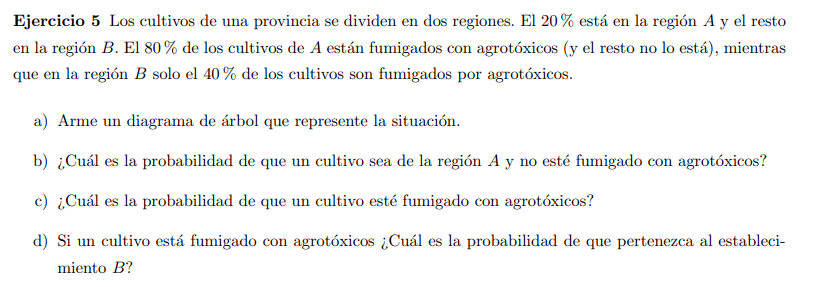 Ejercicio 5 Los cultivos de una provincia se dividen en dos regiones. El 20 % está en la región A y el resto
en la región B. El 80 % de los cultivos de A están fumigados con agrotóxicos (y el resto no lo está), mientras
que en la región B solo el 40 % de los cultivos son fumigados por agrotóxicos.
a) Arme un diagrama de árbol que represente la situación.
b) ¿Cuál es la probabilidad de que un cultivo sea de la región A y no esté fumigado con agrotóxicos?
c) ¿Cuál es la probabilidad de que un cultivo esté fumigado con agrotóxicos?
d) Si un cultivo está fumigado con agrotóxicos ¿Cuál es la probabilidad de que pertenezca al estableci-
miento B?